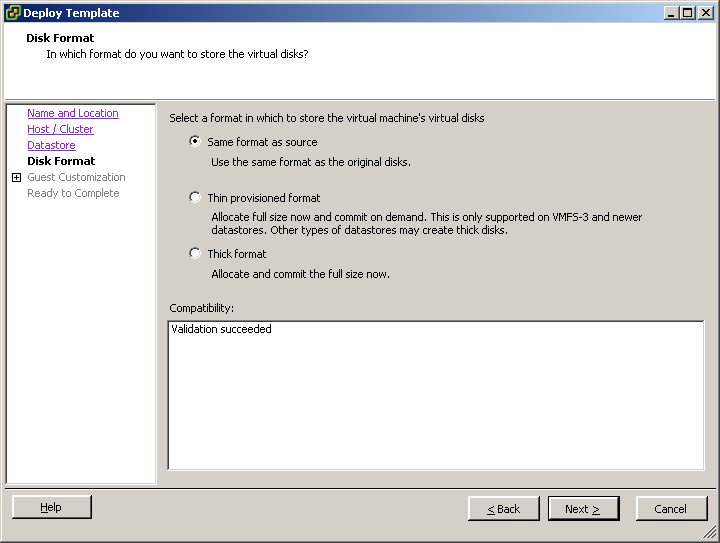 Deploy Template
Disk Format
In which format do you want to store the virtual disks?
Name and Location
Host / Cluster
Datastore
Disk Format
Guest Customization
Ready to Complete
Select a format in which to store the virtual machine's virtual disks
Same format as source
Use the same format as the original disks.
Thin provisioned format
Allocate full size now and commit on demand. This is only supported on VMFS-3 and newer
datastores. Other types of datastores may create thick disks.
Thick format
Allocate and commit the full size now.
Compatibility:
Validation succeeded
Help
< Back
Next >
Cancel